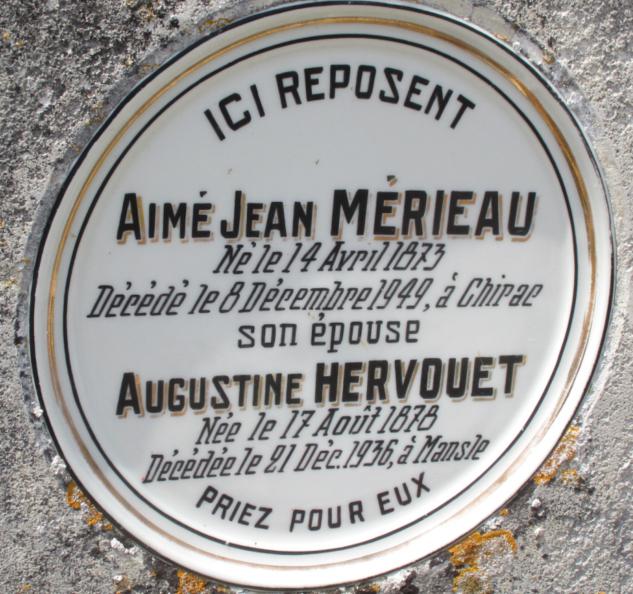 ICI REPOSENT
AIMÉ JEAN MÉRIEAU
Né le 14 Avril 1873
Décédé le 8 Décembre 1949, à Chirac
son épouse
AUGUSTINE HERVOUET
Née le 17 Août 1878
Décédée le 21 Déc. 1936, à Mansle
PRIEZ POUR EUX